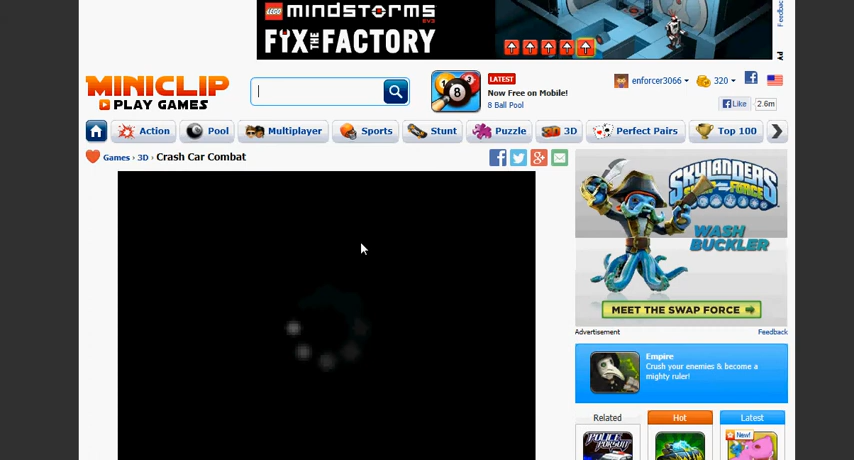 LEGO MINDSTORMS EV3
FIX THE FACTORY
Feedback
Ad
MINICLIP
PLAY GAMES
LATEST
Now Free on Mobile!
8 Ball Pool
enforcer3066
320
Like
2.6m
Action
Pool
Multiplayer
Sports
Stunt
Puzzle
3D
Perfect Pairs
Top 100
Games › 3D › Crash Car Combat
SKYLANDERS
SWAP FORCE
WASH
BUCKLER
MEET THE SWAP FORCE
Advertisement
Feedback
Empire
Crush your enemies & become a
mighty ruler!
Related
Hot
Latest
POLICE
PURSUIT
New!